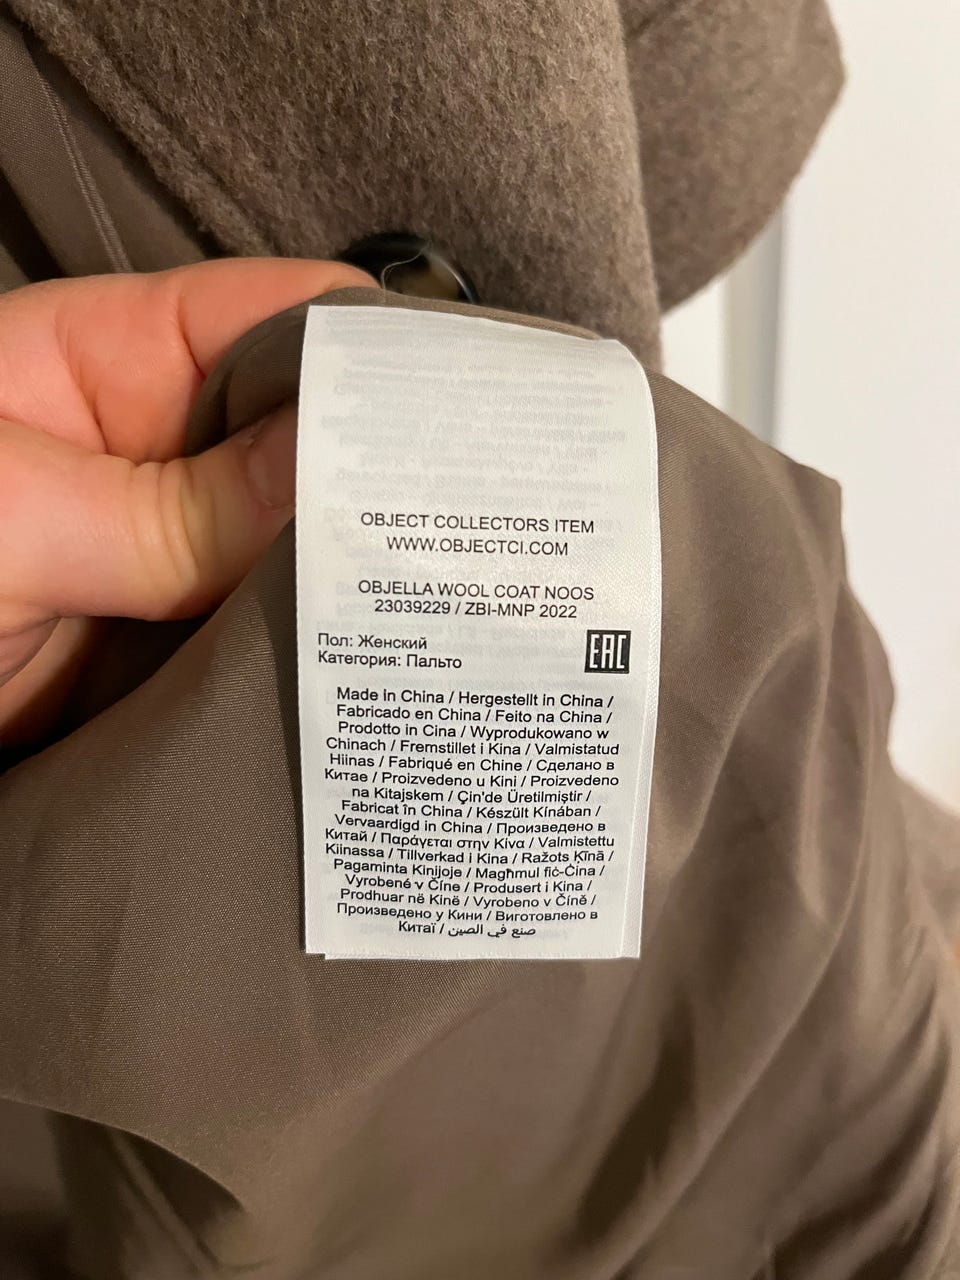 OBJECT COLLECTORS ITEM
WWW.OBJECTCI.COM
OBJELLA WOOL COAT NOOS
23039229 / ZBI-MNP 2022
Пол: Женский
Категория: Пальто
EAC
Made in China / Hergestellt in China /
Fabricado en China / Feito na China /
Prodotto in Cina / Wyprodukowano w
Chinach / Fremstillet i Kina / Valmistatud
Hiinas / Fabriqué en Chine / Сделано в
Китае / Proizvedeno u Kini / Proizvedeno
na Kitajskem / Çin'de Üretilmiştir /
Fabricat în China / Készült Kínában /
Vervaardigd in China / Произведено в
Китай / Παράγεται στην Κίνα / Valmistettu
Kiinassa / Tillverkad i Kina / Ražots Ķīnā /
Pagaminta Kinijoje / Magħmul fiċ-Ċina /
Vyrobené v Číne / Produsert i Kina /
Prodhuar në Kinë / Vyrobeno v Číně /
Произведено у Кини / Виготовлено в
Китаї / صنع في الصين